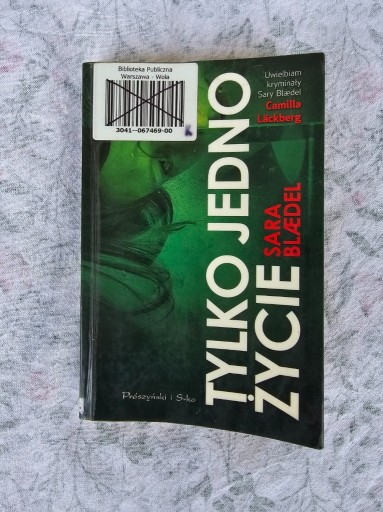 Biblioteka Publiczna
Warszawa - Wola
3041--067469-00
Uwielbiam
kryminały
Sary Blædel
Camilla
Läckberg
TYLKO JEDNO
ŻYCIE
SARA
BLÆDEL
Prószyński i S-ka